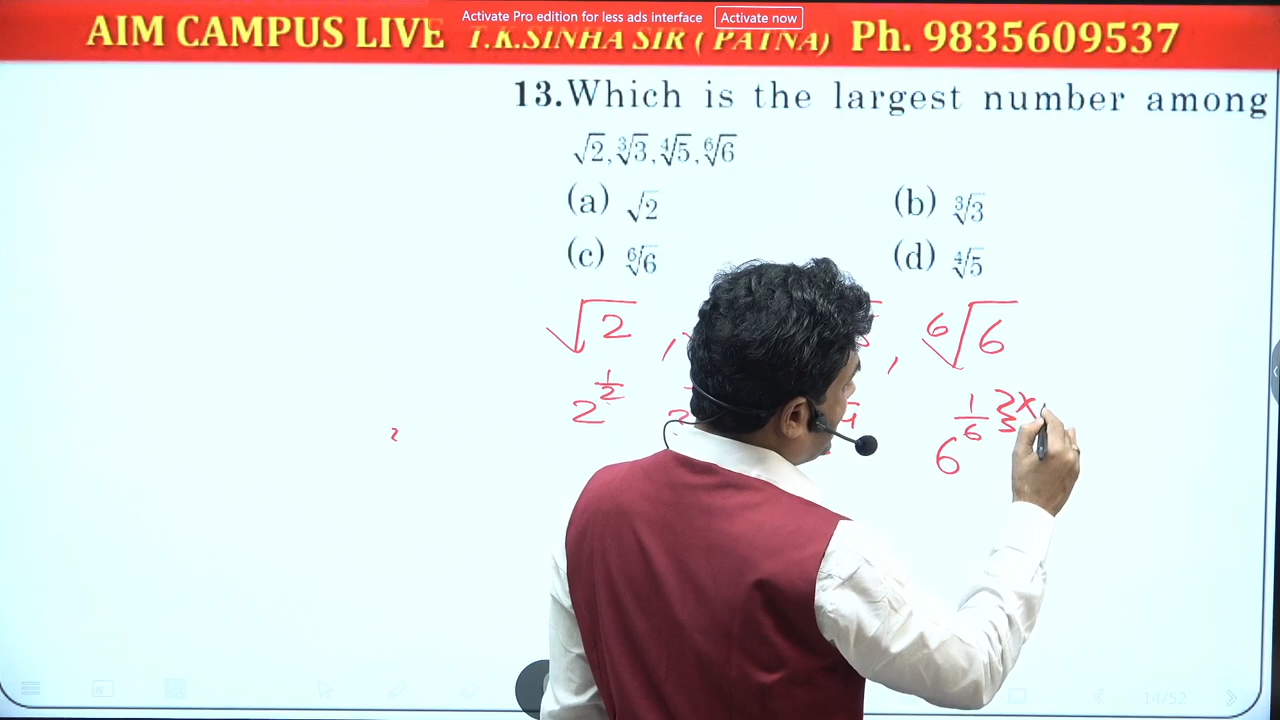 Activate Pro edition for less ads interface Activate now
AIM CAMPUS LIVE T.K.SINHA SIR ( PATNA) Ph. 9835609537
13.Which is the largest number among
√2, ∛3, ∜5, ⁶√6
(a) √2 (b) ∛3
(c) ⁶√6 (d) ∜5
√2 , , ⁶√6
2^1/2 6^1/6 }×
14/52